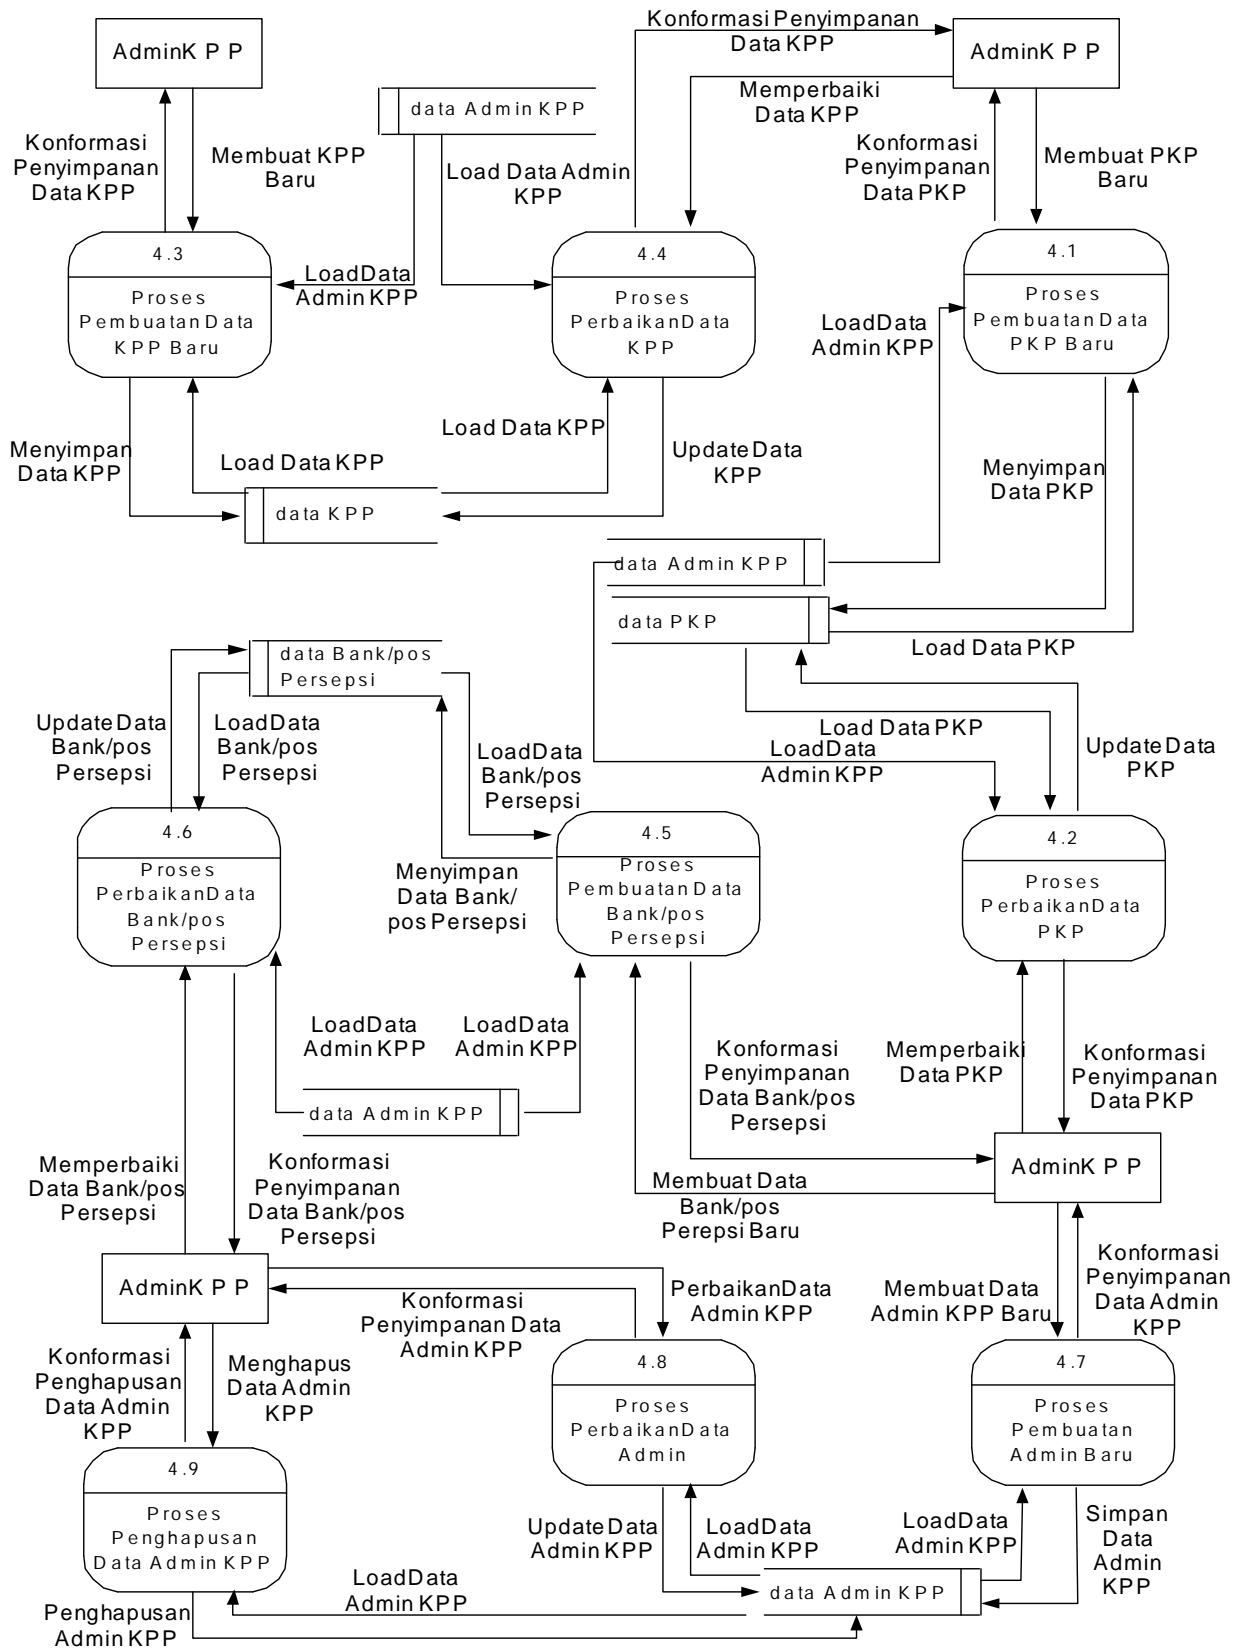 AdminK P P
Konformasi Penyimpanan
Data KPP
AdminK P P
data Admin KPP
Memperbaiki
Data KPP
Konformasi
Penyimpanan
Data KPP
Membuat KPP
Baru
Load Data Admin
KPP
Konformasi
Penyimpanan
Data PKP
Membuat PKP
Baru
4.3
Proses
Pembuatan Data
KPP Baru
LoadData
Admin KPP
4.4
Proses
PerbaikanData
KPP
4.1
Proses
Pembuatan Data
PKP Baru
LoadData
Admin KPP
Menyimpan
Data KPP
Load Data KPP
Load Data KPP
UpdateData
KPP
Menyimpan
Data PKP
data KPP
data Admin KPP
data PKP
Load Data PKP
data Bank/pos
Persepsi
UpdateData
Bank/pos
Persepsi
LoadData
Bank/pos
Persepsi
LoadData
Bank/pos
Persepsi
Load Data PKP
LoadData
Admin KPP
UpdateData
PKP
4.6
Proses
PerbaikanData
Bank/pos
Persepsi
Menyimpan
Data Bank/
pos Persepsi
4.5
Proses
Pembuatan Data
Bank/pos
Persepsi
4.2
Proses
PerbaikanData
PKP
LoadData
Admin KPP
LoadData
Admin KPP
Konformasi
Penyimpanan
Data Bank/pos
Persepsi
Memperbaiki
Data PKP
Konformasi
Penyimpanan
Data PKP
data Admin KPP
Memperbaiki
Data Bank/pos
Persepsi
Konformasi
Penyimpanan
Data Bank/pos
Persepsi
Membuat Data
Bank/pos
Perepsi Baru
AdminK P P
AdminK P P
Konformasi
Penyimpanan Data
Admin KPP
PerbaikanData
Admin KPP
Membuat Data
Admin KPP Baru
Konformasi
Penyimpanan
Data Admin
KPP
Konformasi
Penghapusan
Data Admin
KPP
Menghapus
Data Admin
KPP
4.8
Proses
PerbaikanData
Admin
4.7
Proses
Pembuatan
Admin Baru
4.9
Proses
Penghapusan
Data Admin KPP
UpdateData
Admin KPP
LoadData
Admin KPP
LoadData
Admin KPP
Simpan
Data
Admin
KPP
LoadData
Admin KPP
data Admin KPP
Penghapusan
Admin KPP